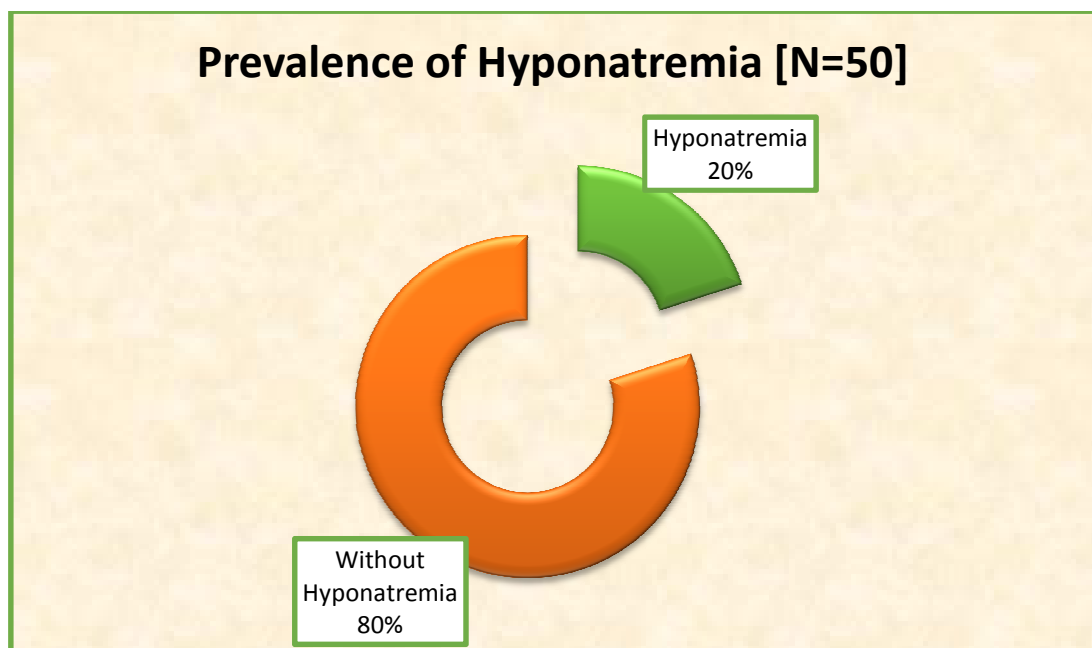 Prevalence of Hyponatremia [N=50]
Hyponatremia
20%
Without
Hyponatremia
80%